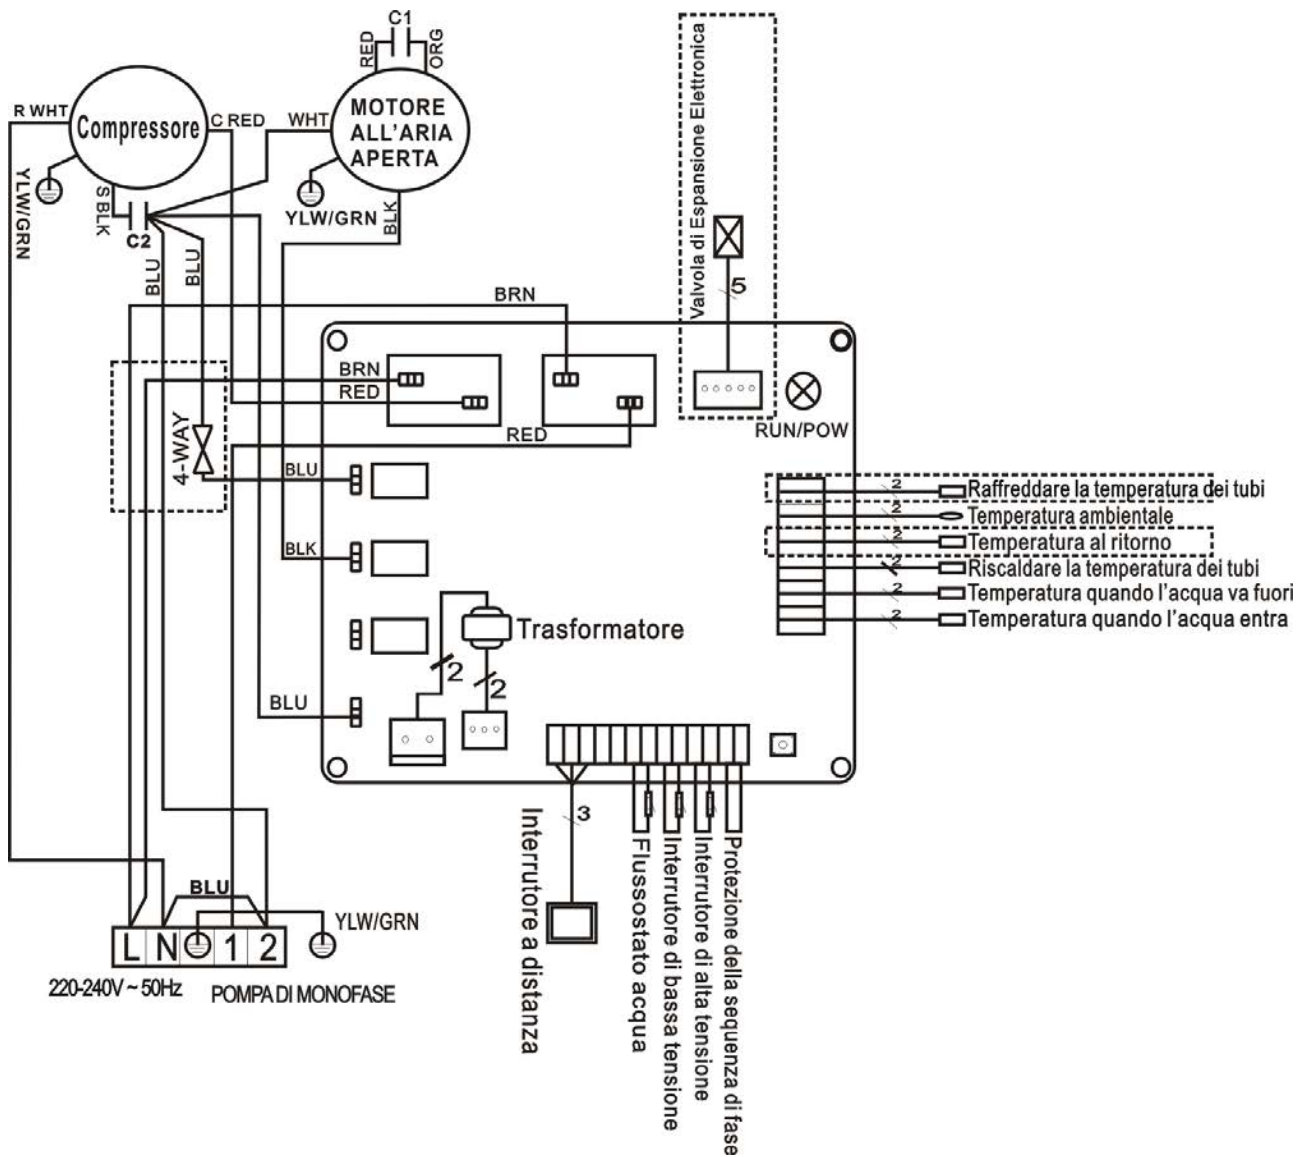 C1
RED
ORG
R WHT
Compressore
C RED
WHT
MOTORE
ALL'ARIA
APERTA
YLW/GRN
S BLK
C2
YLW/GRN
BLK
BLU
BLU
Valvola di Espansione Elettronica
5
BRN
BRN
RED
RED
RUN/POW
4-WAY
BLU
BLK
2
Raffreddare la temperatura dei tubi
2
Temperatura ambientale
2
Temperatura al ritorno
2
Riscaldare la temperatura dei tubi
2
Temperatura quando l'acqua va fuori
2
Temperatura quando l'acqua entra
Trasformatore
2
2
BLU
3
Interrutore a distanza
Flussostato acqua
Interrutore di bassa tensione
Interrutore di alta tensione
Protezione della sequenza di fase
BLU
YLW/GRN
L N 1 2
220-240V ~ 50Hz
POMPA DI MONOFASE